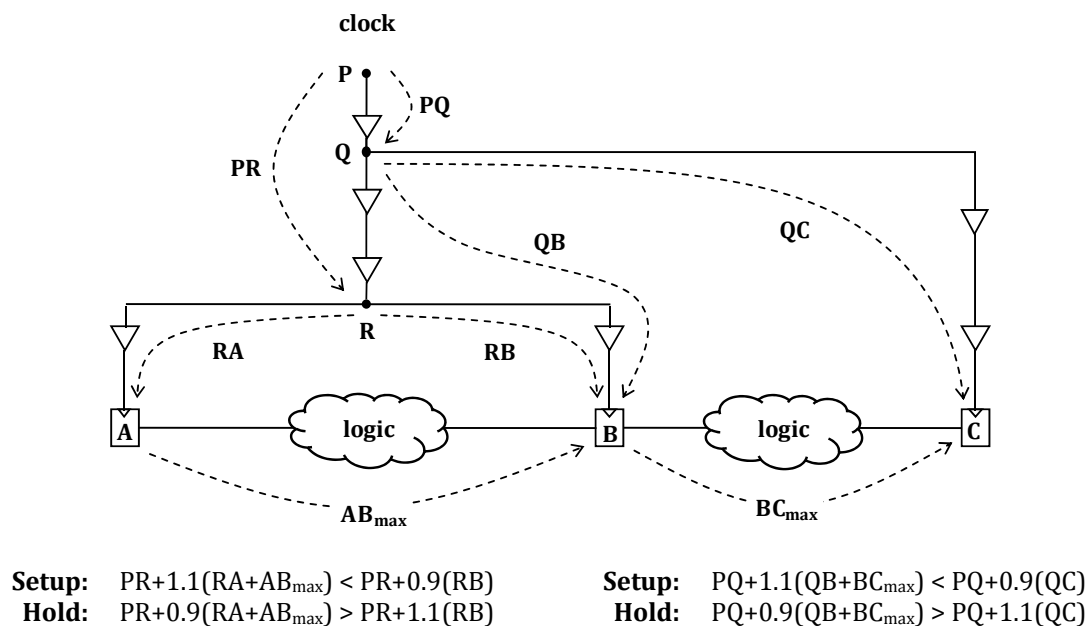 clock
P
PQ
Q
PR
QB
QC
R
RA
RB
A
logic
B
logic
C
ABmax
BCmax
Setup: PR+1.1(RA+ABmax) < PR+0.9(RB)
Setup: PQ+1.1(QB+BCmax) < PQ+0.9(QC)
Hold: PR+0.9(RA+ABmax) > PR+1.1(RB)
Hold: PQ+0.9(QB+BCmax) > PQ+1.1(QC)